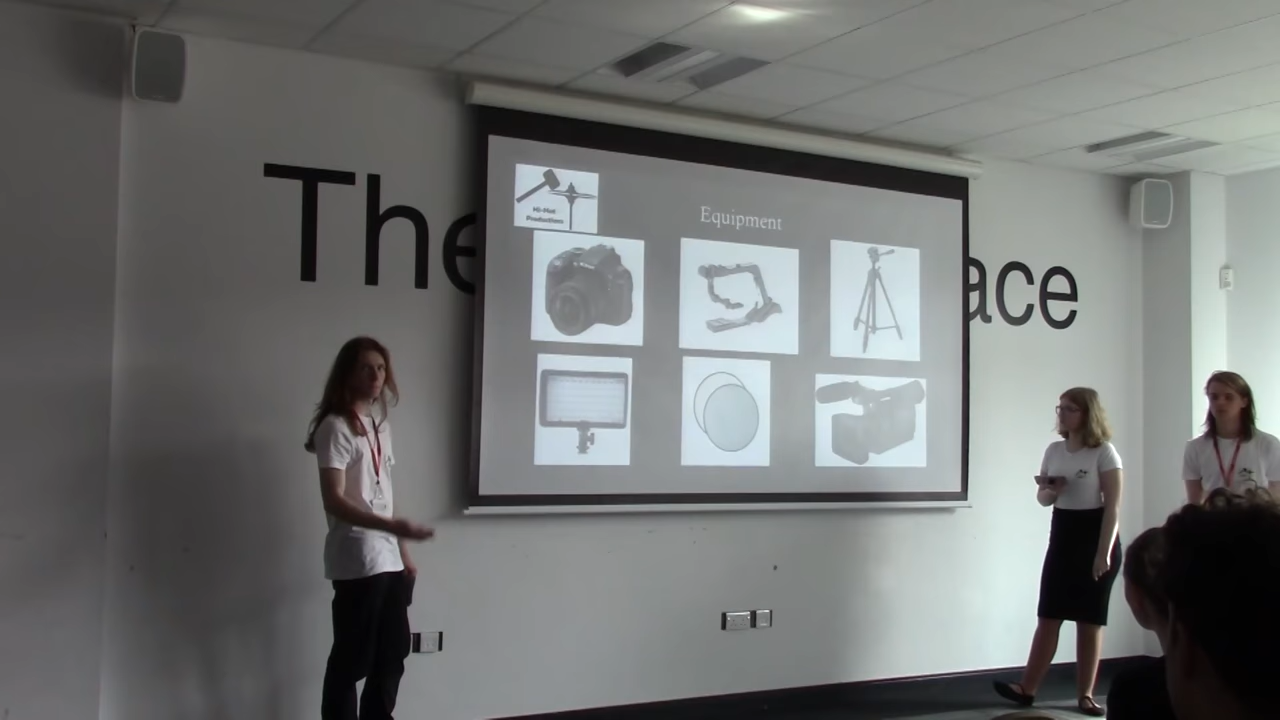 The
ace
Hi-Hat
Productions
Equipment